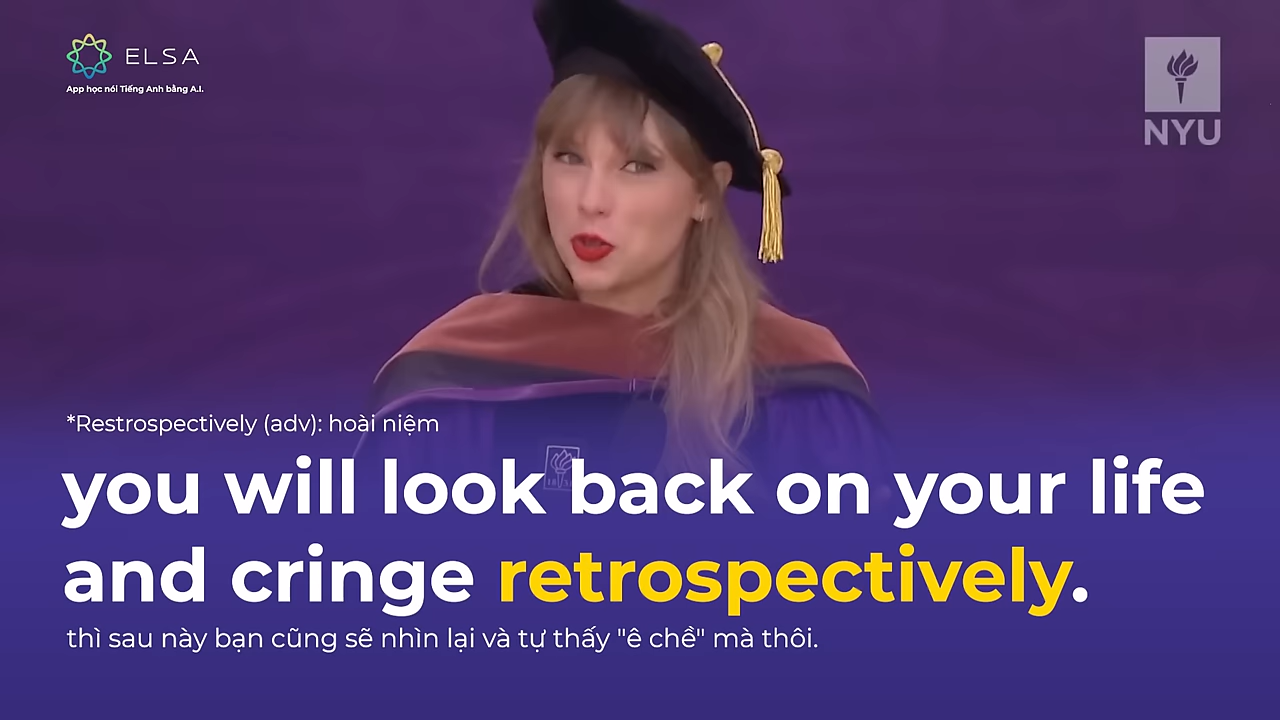 ELSA
App học nói Tiếng Anh bằng A.I.
NYU
*Restrospectively (adv): hoài niệm
you will look back on your life
and cringe retrospectively.
thì sau này bạn cũng sẽ nhìn lại và tự thấy "ê chề" mà thôi.